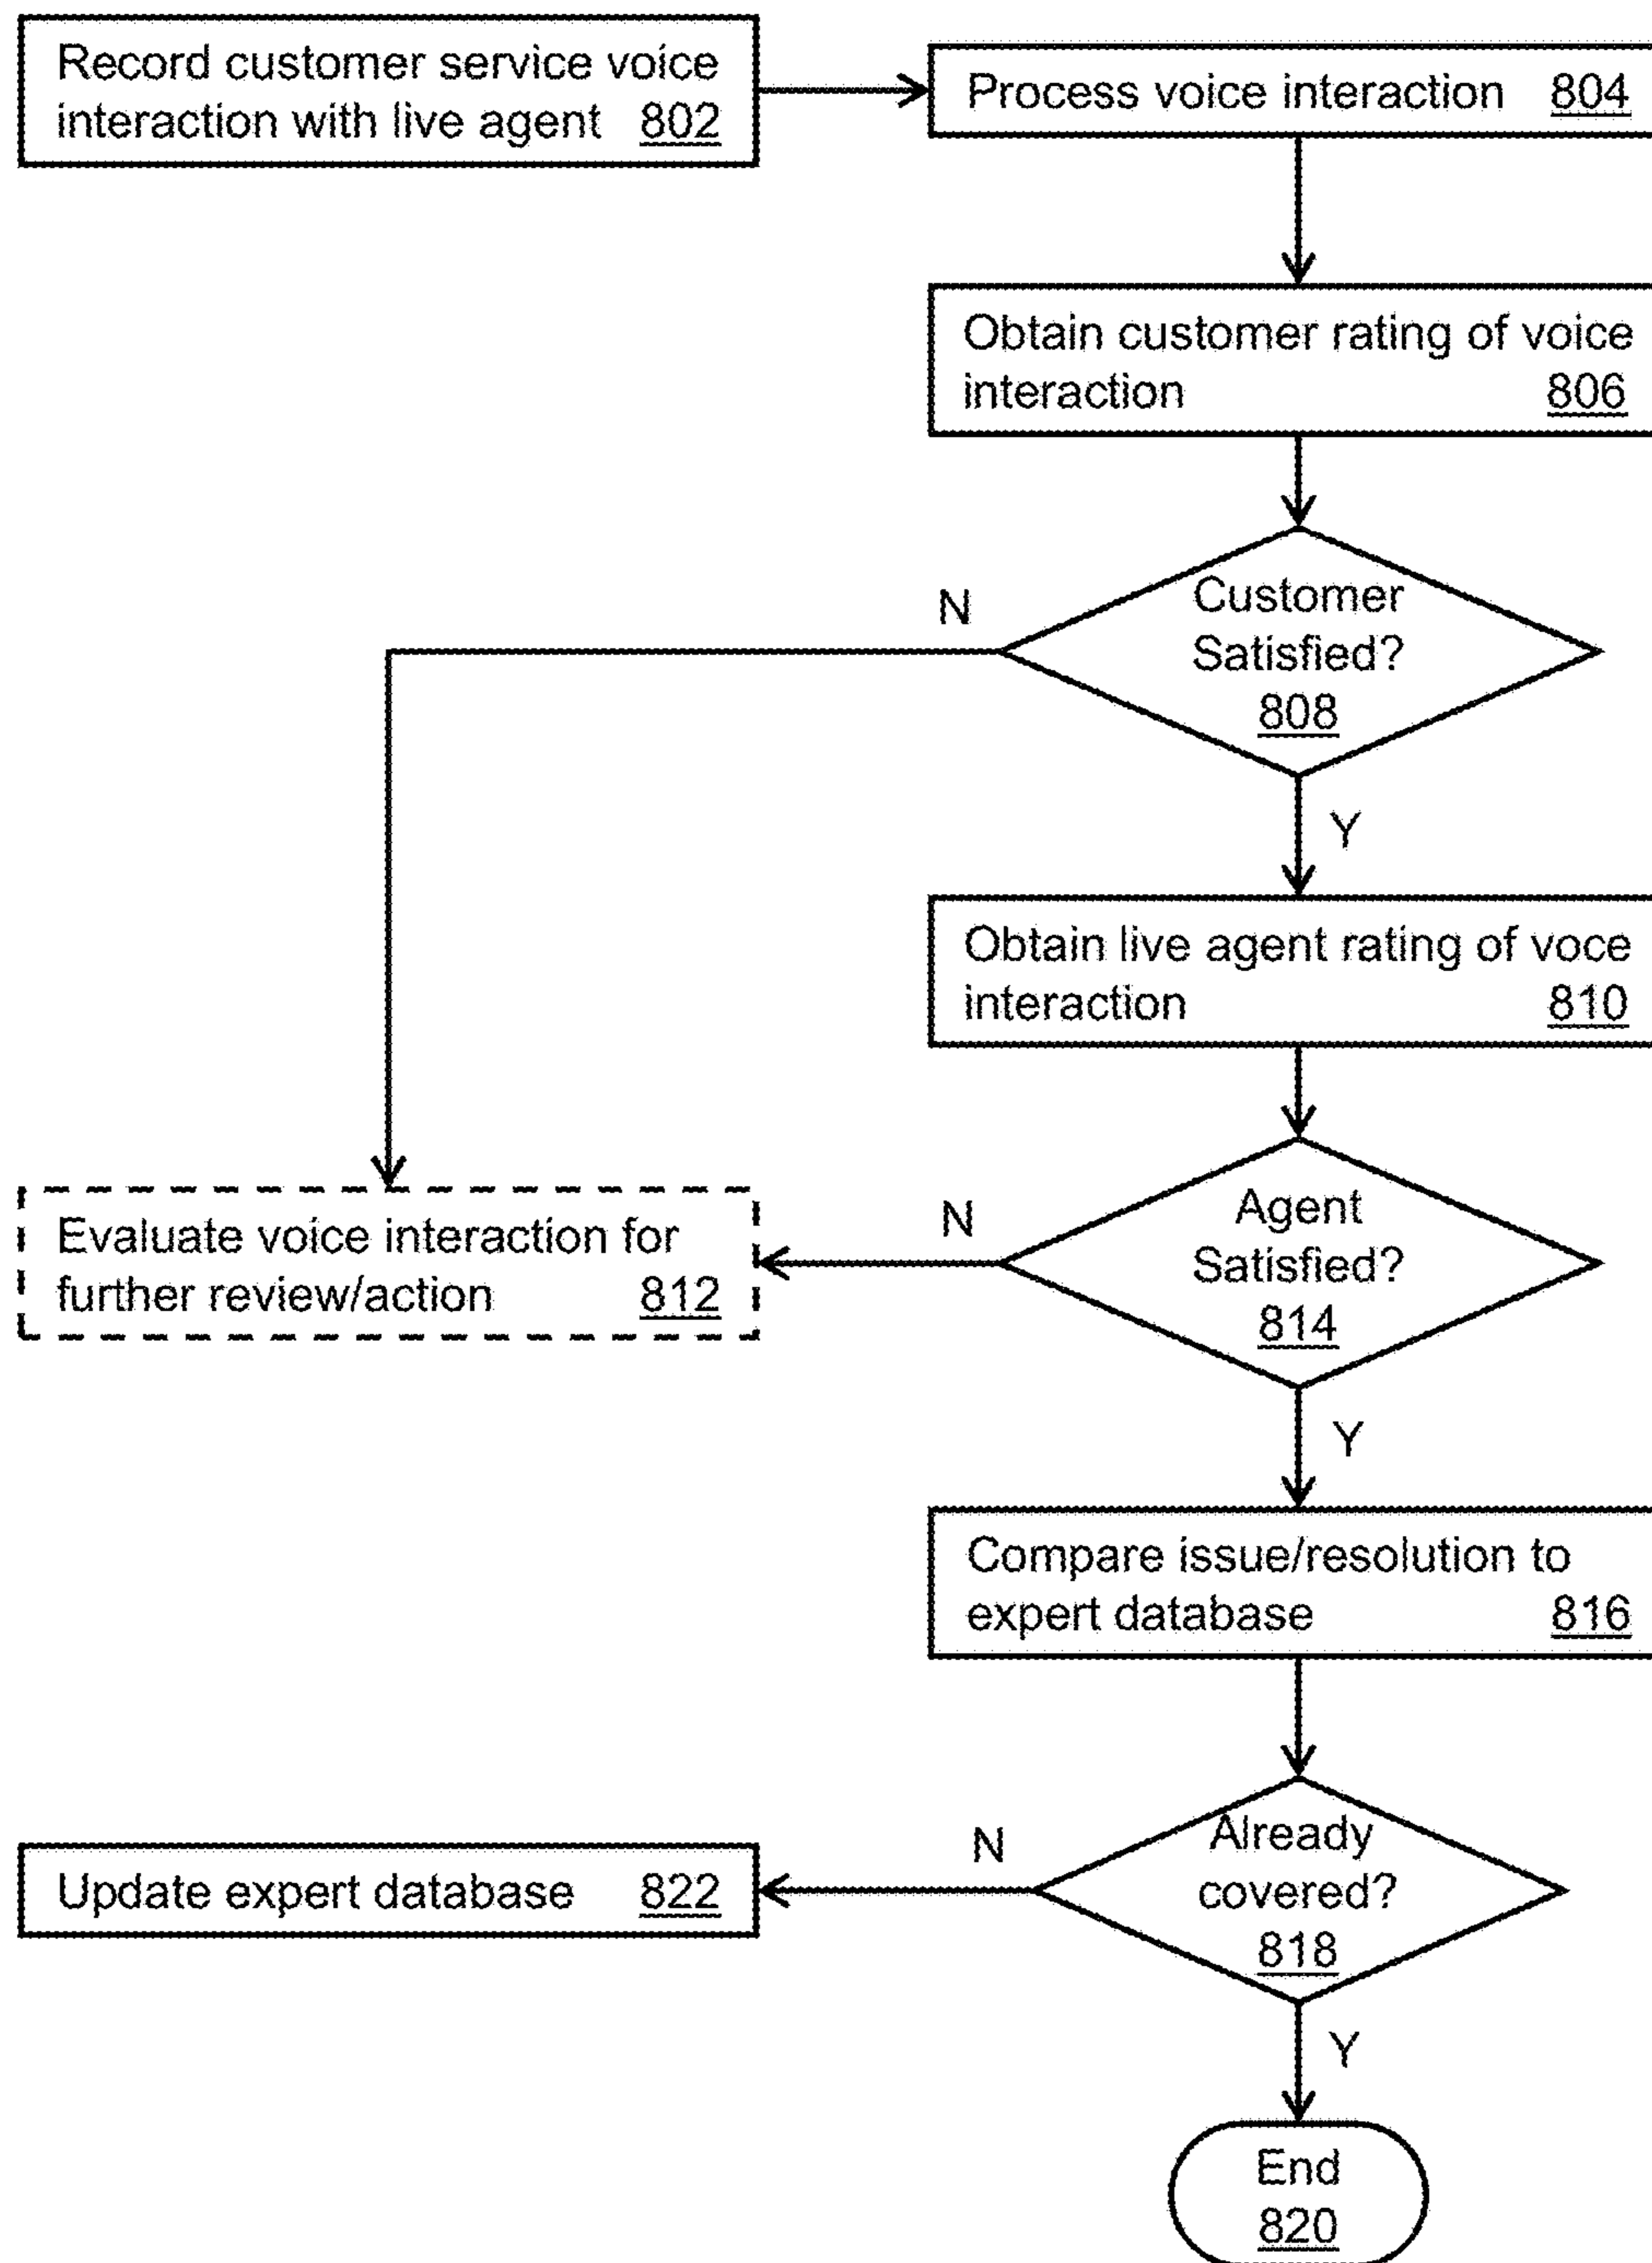 Record customer service voice
interaction with live agent 802
Process voice interaction 804
Obtain customer rating of voice
interaction 806
N
Customer
Satisfied?
808
Y
Obtain live agent rating of voce
interaction 810
Evaluate voice interaction for
further review/action 812
N
Agent
Satisfied?
814
Y
Compare issue/resolution to
expert database 816
Update expert database 822
N
Already
covered?
818
Y
End
820